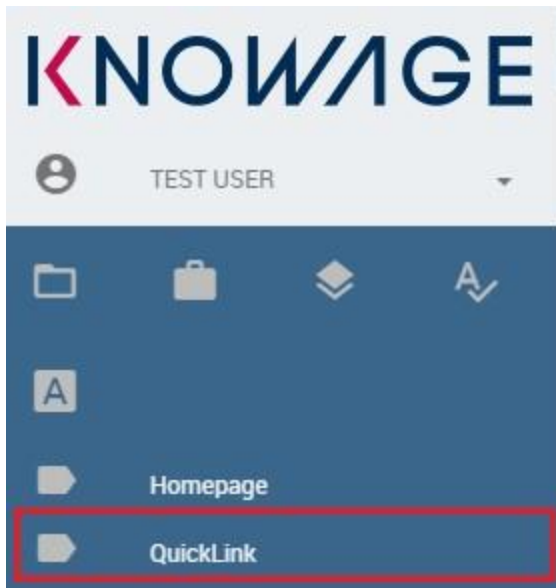 KNOWAGE
TEST USER
A
A
Homepage
QuickLink